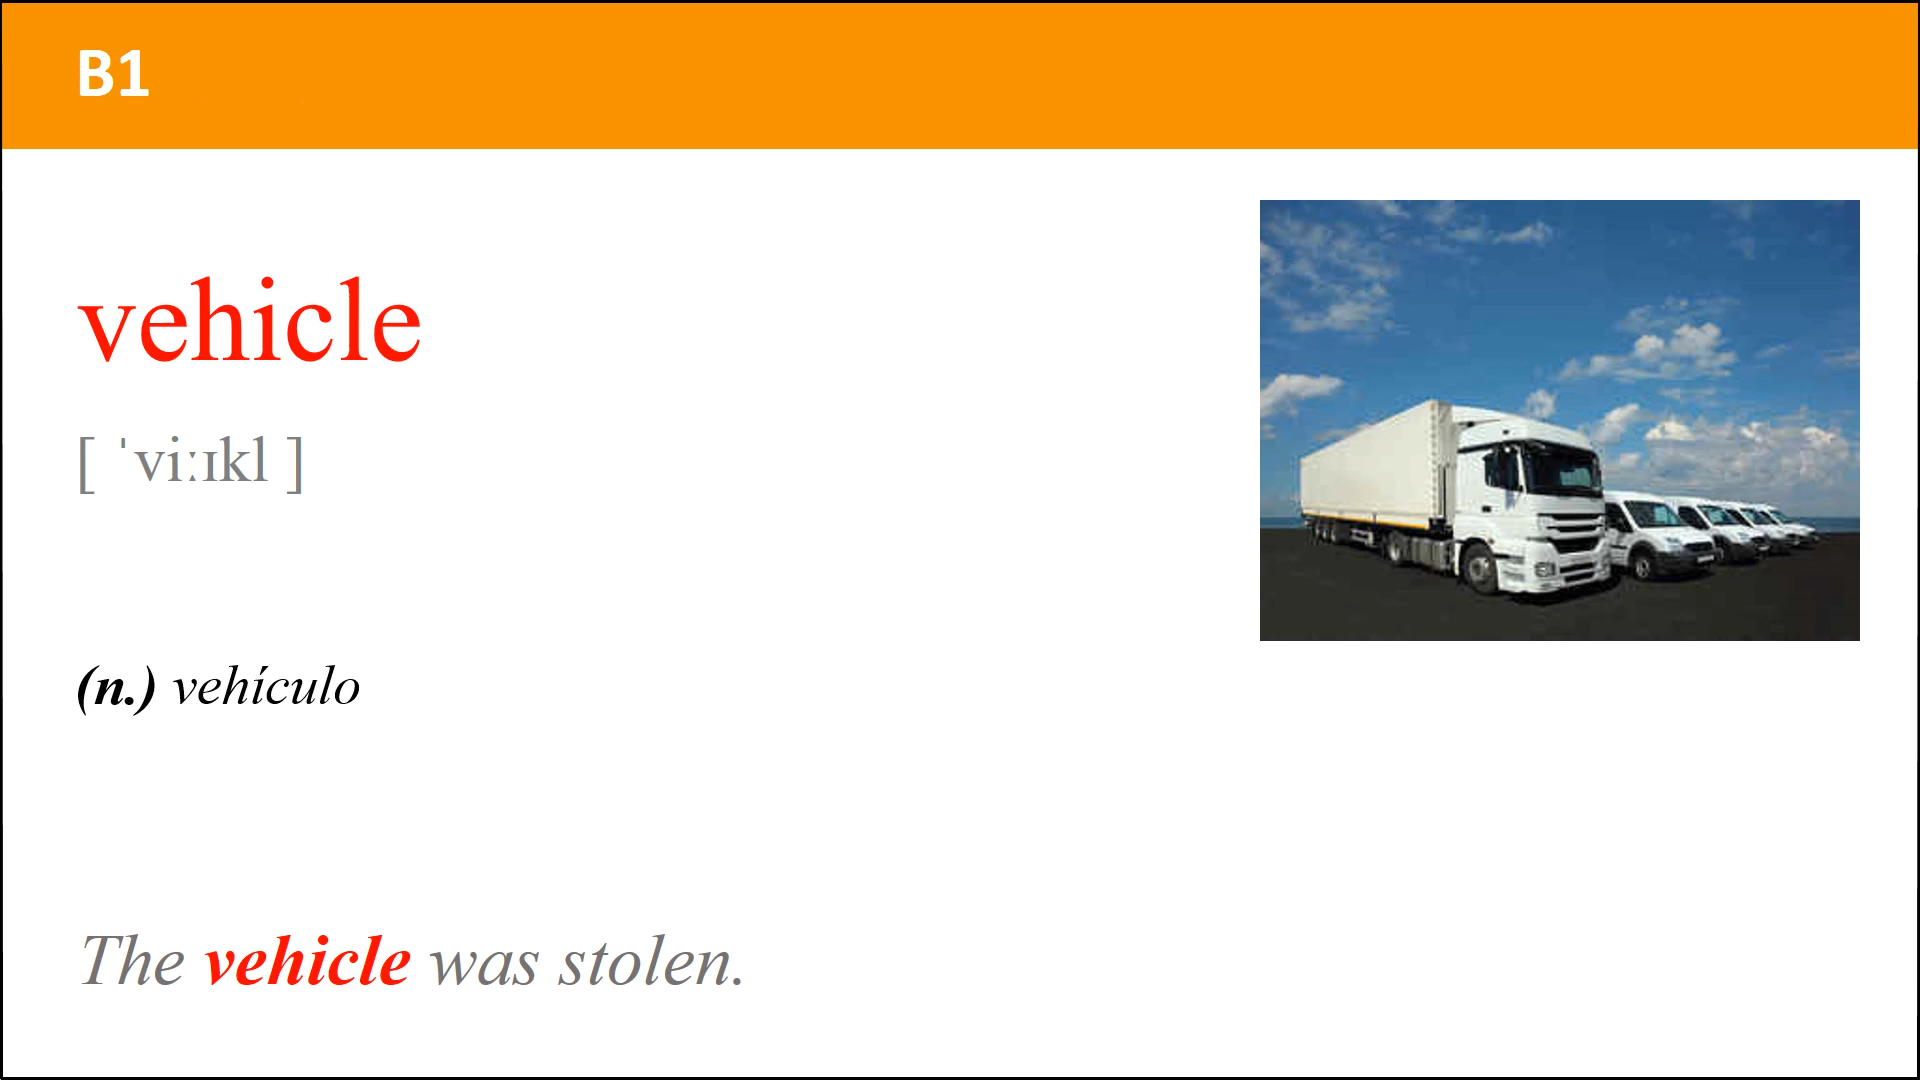 B1
vehicle
[ ˈviːɪkl ]
(n.) vehículo
The vehicle was stolen.